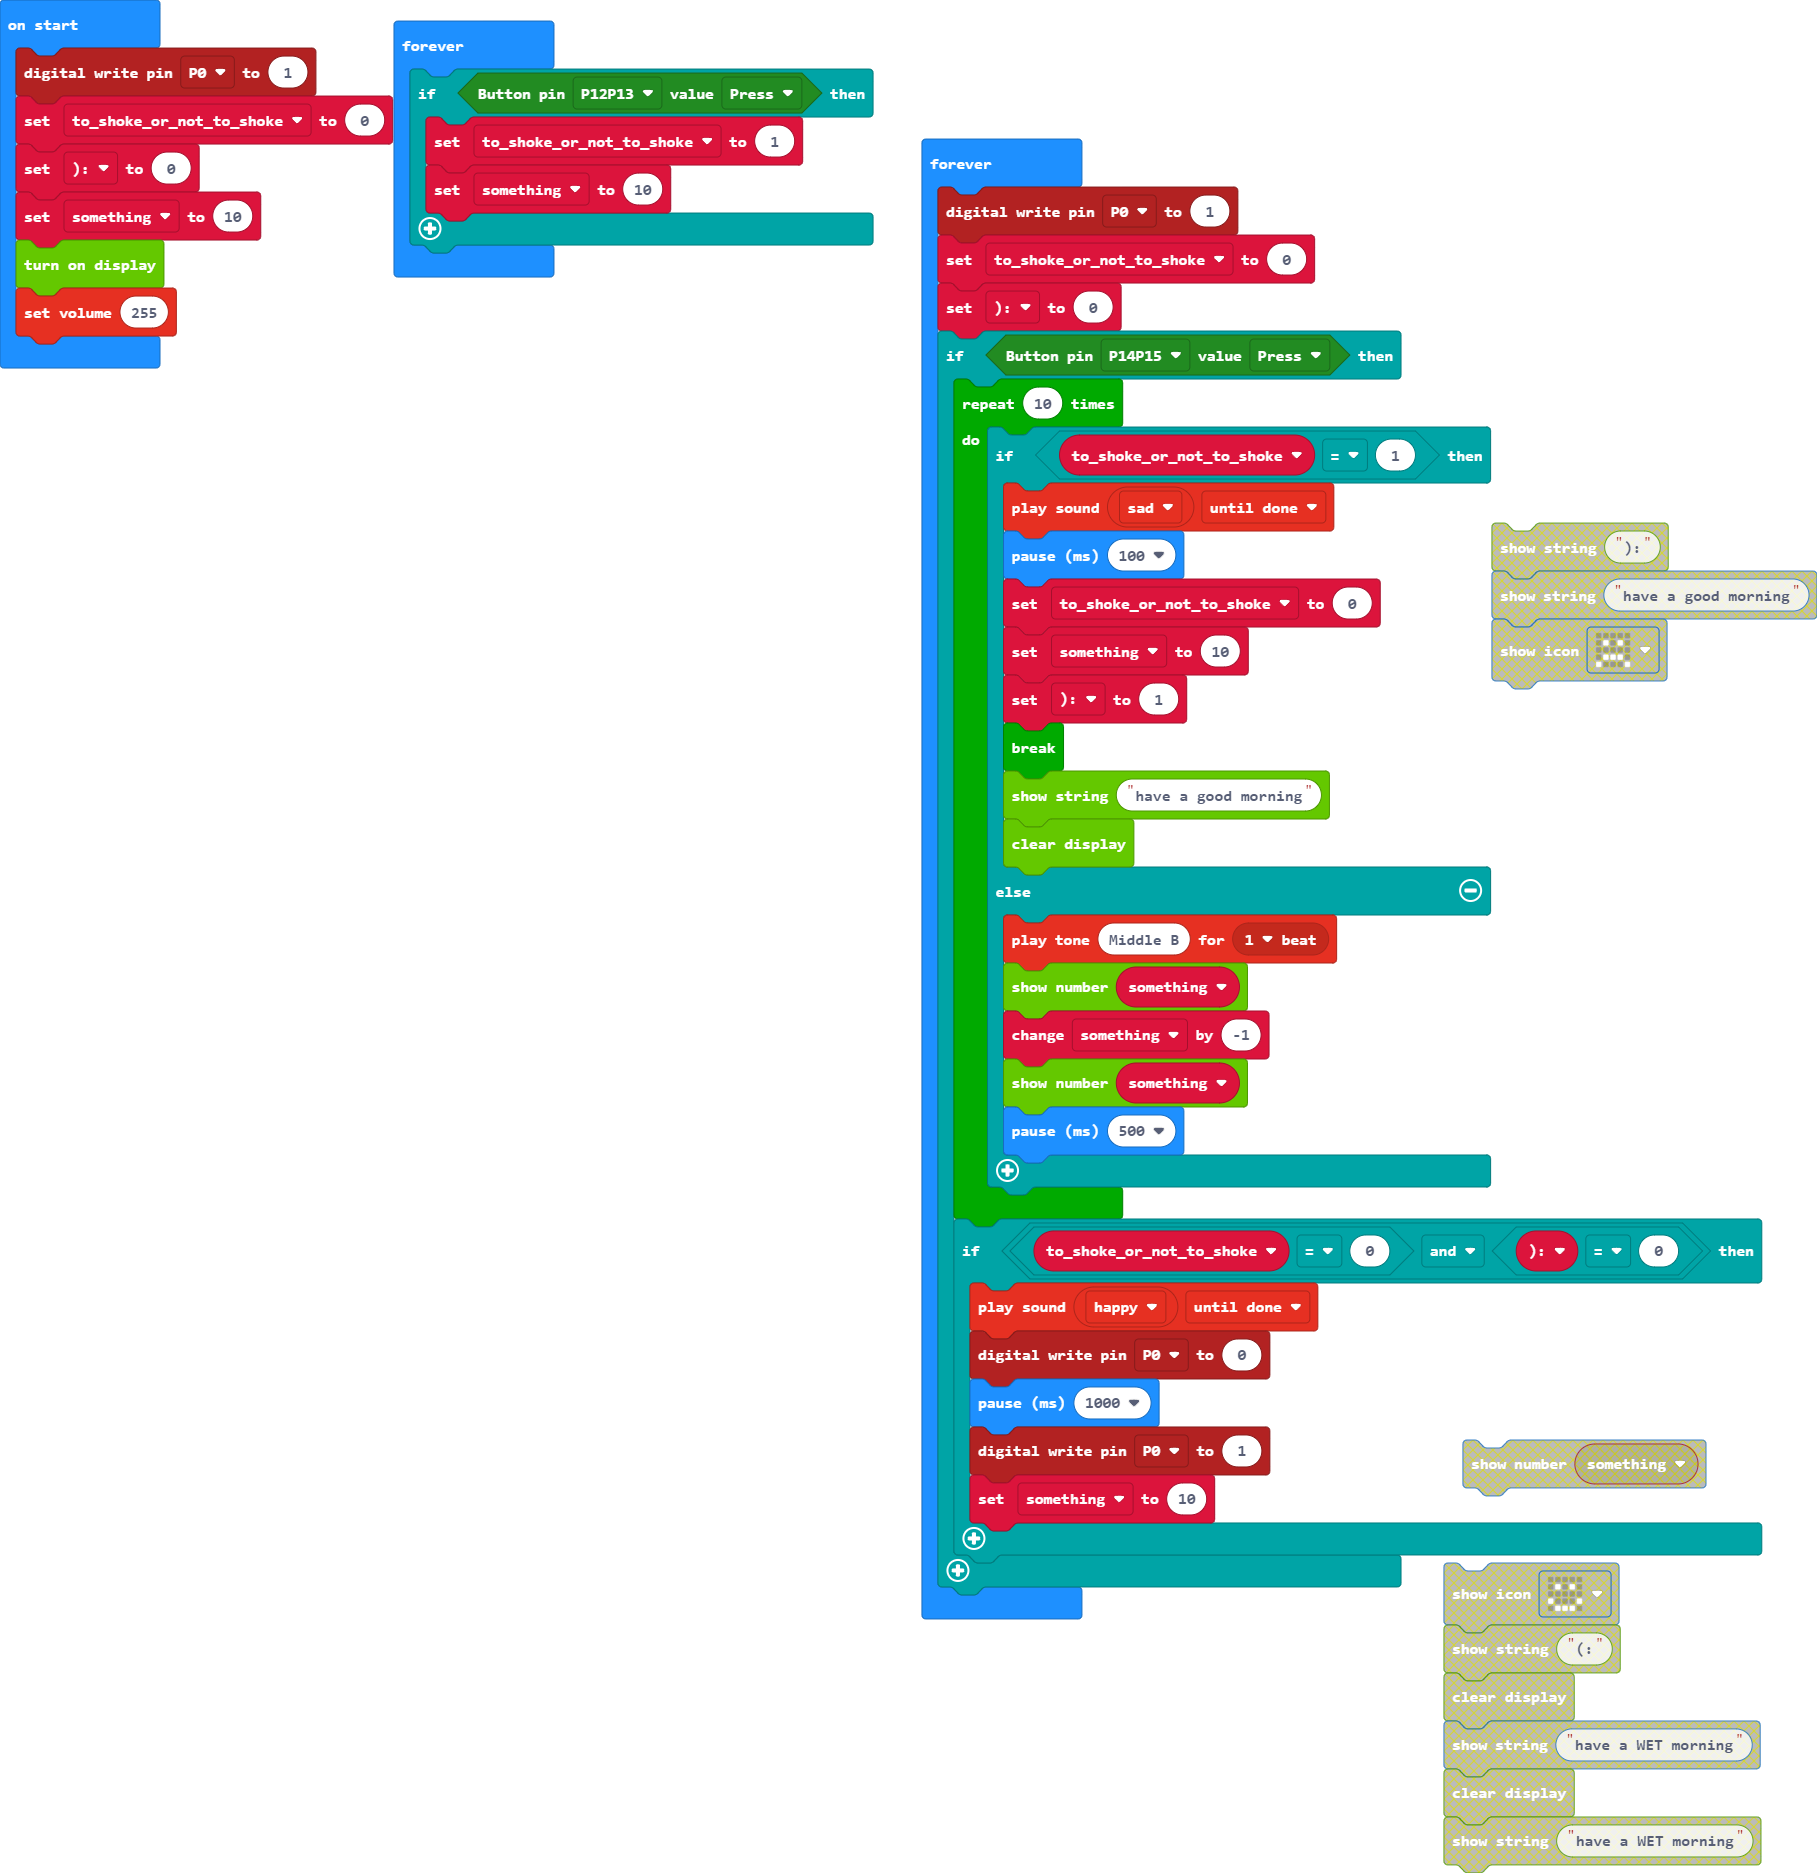 on start
digital write pin P0 to 1
set to_shoke_or_not_to_shoke to 0
set ): to 0
set something to 10
turn on display
set volume 255
forever
if Button pin P12P13 value Press then
set to_shoke_or_not_to_shoke to 1
set something to 10
forever
digital write pin P0 to 1
set to_shoke_or_not_to_shoke to 0
set ): to 0
if Button pin P14P15 value Press then
repeat 10 times
do
if to_shoke_or_not_to_shoke = 1 then
play sound sad until done
pause (ms) 100
set to_shoke_or_not_to_shoke to 0
set something to 10
set ): to 1
break
show string "have a good morning"
clear display
else
play tone Middle B for 1 beat
show number something
change something by -1
show number something
pause (ms) 500
if to_shoke_or_not_to_shoke = 0 and ): = 0 then
play sound happy until done
digital write pin P0 to 0
pause (ms) 1000
digital write pin P0 to 1
set something to 10
show string "):"
show string "have a good morning"
show icon
show number something
show icon
show string "(:"
clear display
show string "have a WET morning"
clear display
show string "have a WET morning"